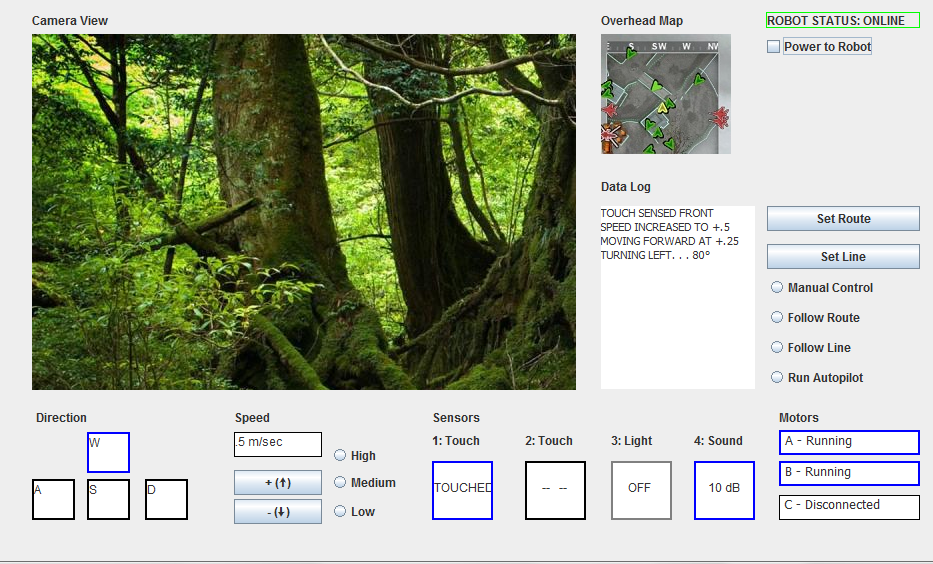 Camera View
Overhead Map
ROBOT STATUS: ONLINE
Power to Robot
E S SW W NW
Data Log
TOUCH SENSED FRONT
SPEED INCREASED TO +.5
MOVING FORWARD AT +.25
TURNING LEFT. . . 80°
Set Route
Set Line
Manual Control
Follow Route
Follow Line
Run Autopilot
Direction
W
A
S
D
Speed
.5 m/sec
+ (↑)
- (↓)
High
Medium
Low
Sensors
1: Touch
2: Touch
3: Light
4: Sound
TOUCHED
-- --
OFF
10 dB
Motors
A - Running
B - Running
C - Disconnected